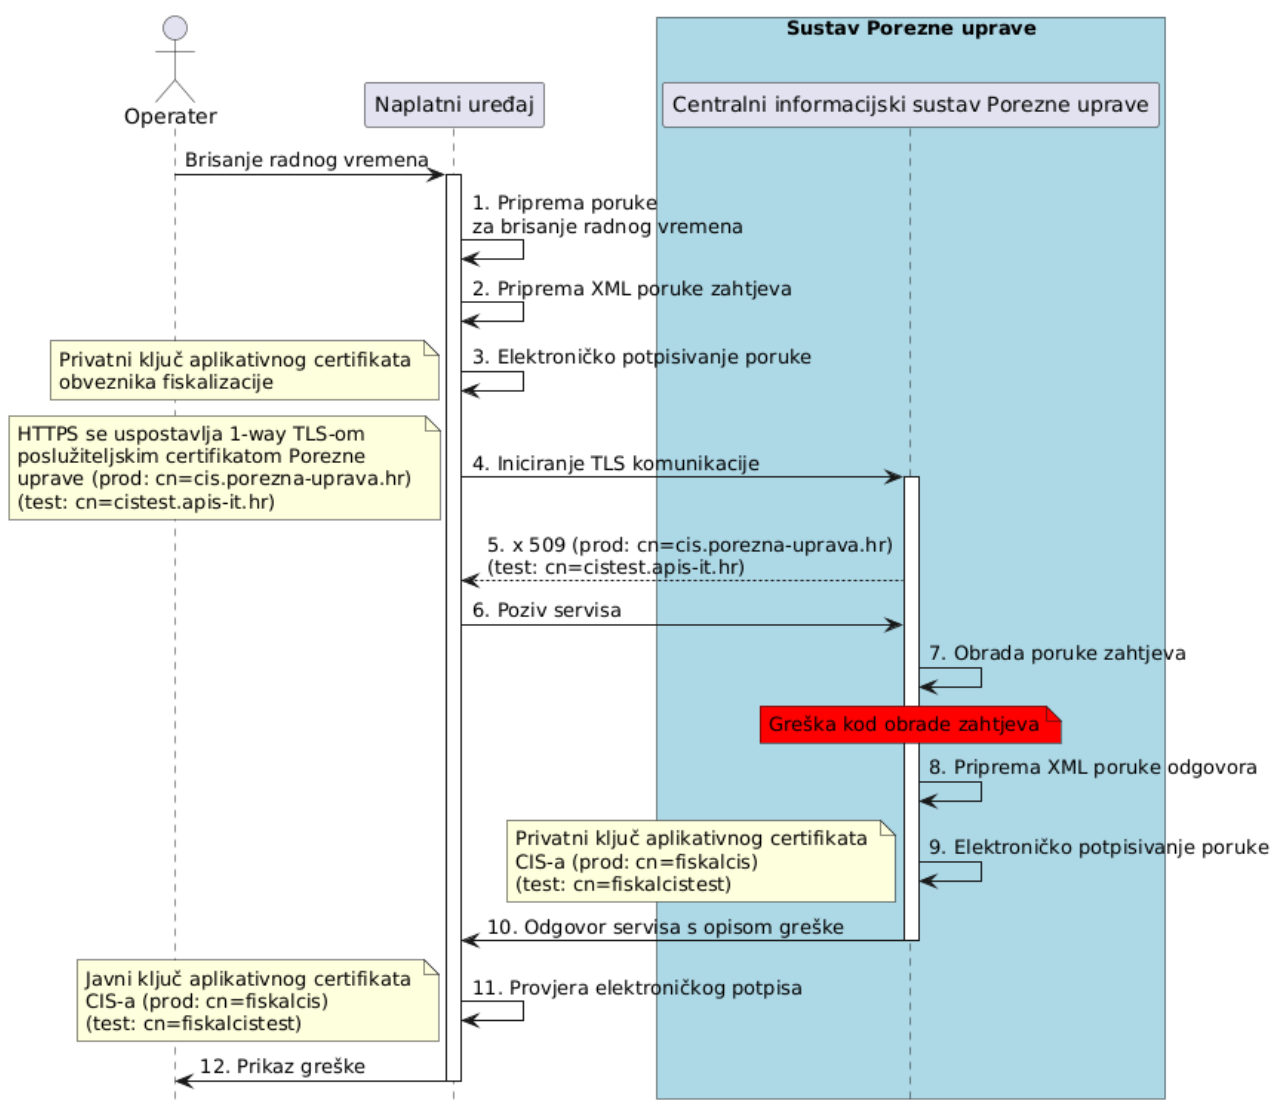 Sustav Porezne uprave
Operater
Naplatni uređaj
Centralni informacijski sustav Porezne uprave
Brisanje radnog vremena
1. Priprema poruke
za brisanje radnog vremena
2. Priprema XML poruke zahtjeva
Privatni ključ aplikativnog certifikata
obveznika fiskalizacije
3. Elektroničko potpisivanje poruke
HTTPS se uspostavlja 1-way TLS-om
poslužiteljskim certifikatom Porezne
uprave (prod: cn=cis.porezna-uprava.hr)
(test: cn=cistest.apis-it.hr)
4. Iniciranje TLS komunikacije
5. x 509 (prod: cn=cis.porezna-uprava.hr)
(test: cn=cistest.apis-it.hr)
6. Poziv servisa
7. Obrada poruke zahtjeva
Greška kod obrade zahtjeva
8. Priprema XML poruke odgovora
Privatni ključ aplikativnog certifikata
CIS-a (prod: cn=fiskalcis)
(test: cn=fiskalcistest)
9. Elektroničko potpisivanje poruke
10. Odgovor servisa s opisom greške
Javni ključ aplikativnog certifikata
CIS-a (prod: cn=fiskalcis)
(test: cn=fiskalcistest)
11. Provjera elektroničkog potpisa
12. Prikaz greške